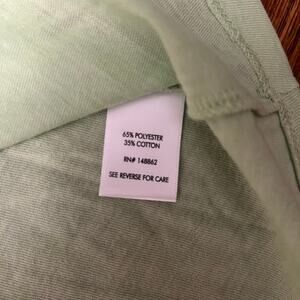 65% POLYESTER
35% COTTON
RN# 148862
SEE REVERSE FOR CARE